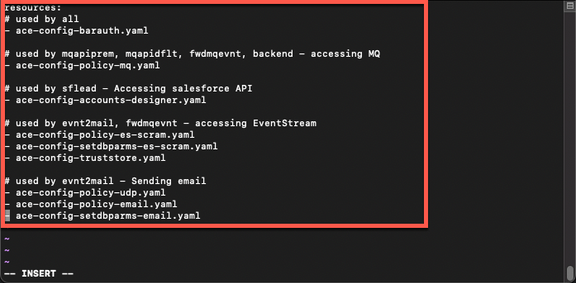 resources:
# used by all
- ace-config-barauth.yaml
# used by mqapiprem, mqapidflt, fwdmqevnt, backend – accessing MQ
- ace-config-policy-mq.yaml
# used by sflead – Accessing salesforce API
- ace-config-accounts-designer.yaml
# used by evnt2mail, fwdmqevnt – accessing EventStream
- ace-config-policy-es-scram.yaml
- ace-config-setdbparms-es-scram.yaml
- ace-config-truststore.yaml
# used by evnt2mail – Sending email
- ace-config-policy-udp.yaml
- ace-config-policy-email.yaml
- ace-config-setdbparms-email.yaml
~
~
~
-- INSERT --